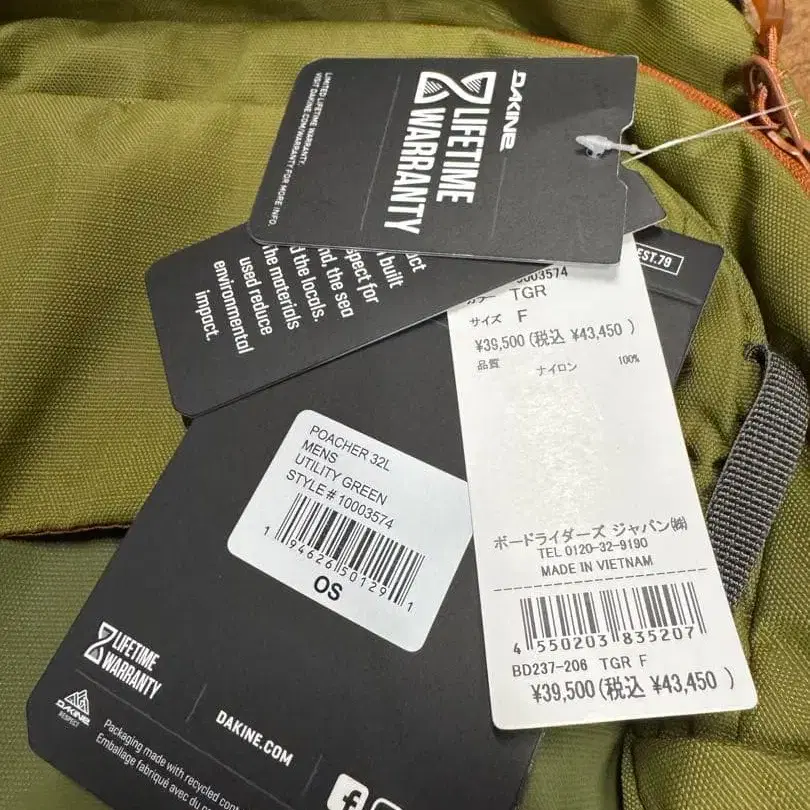 DAKINE
LIFETIME
WARRANTY
LIMITED LIFETIME WARRANTY.
VISIT DAKINE.COM/WARRANTY FOR MORE INFO.
built
spect for
the sea
the locals.
the materials
used reduce
environmental
impact.
EST.79
0003574
カラー TGR
サイズ F
¥39,500(税込 ¥43,450 )
品質 ナイロン 100%
ボードライダーズ ジャパン㈱
TEL 0120-32-9190
MADE IN VIETNAM
4 550203 835207
BD237-206 TGR F
¥39,500(税込 ¥43,450 )
POACHER 32L
MENS
UTILITY GREEN
STYLE # 10003574
1 94626 50129 1
OS
LIFETIME
WARRANTY
DAKINE
RESPECT
DAKINE.COM
Packaging made with recycled cont
Emballage fabriqué avec du c